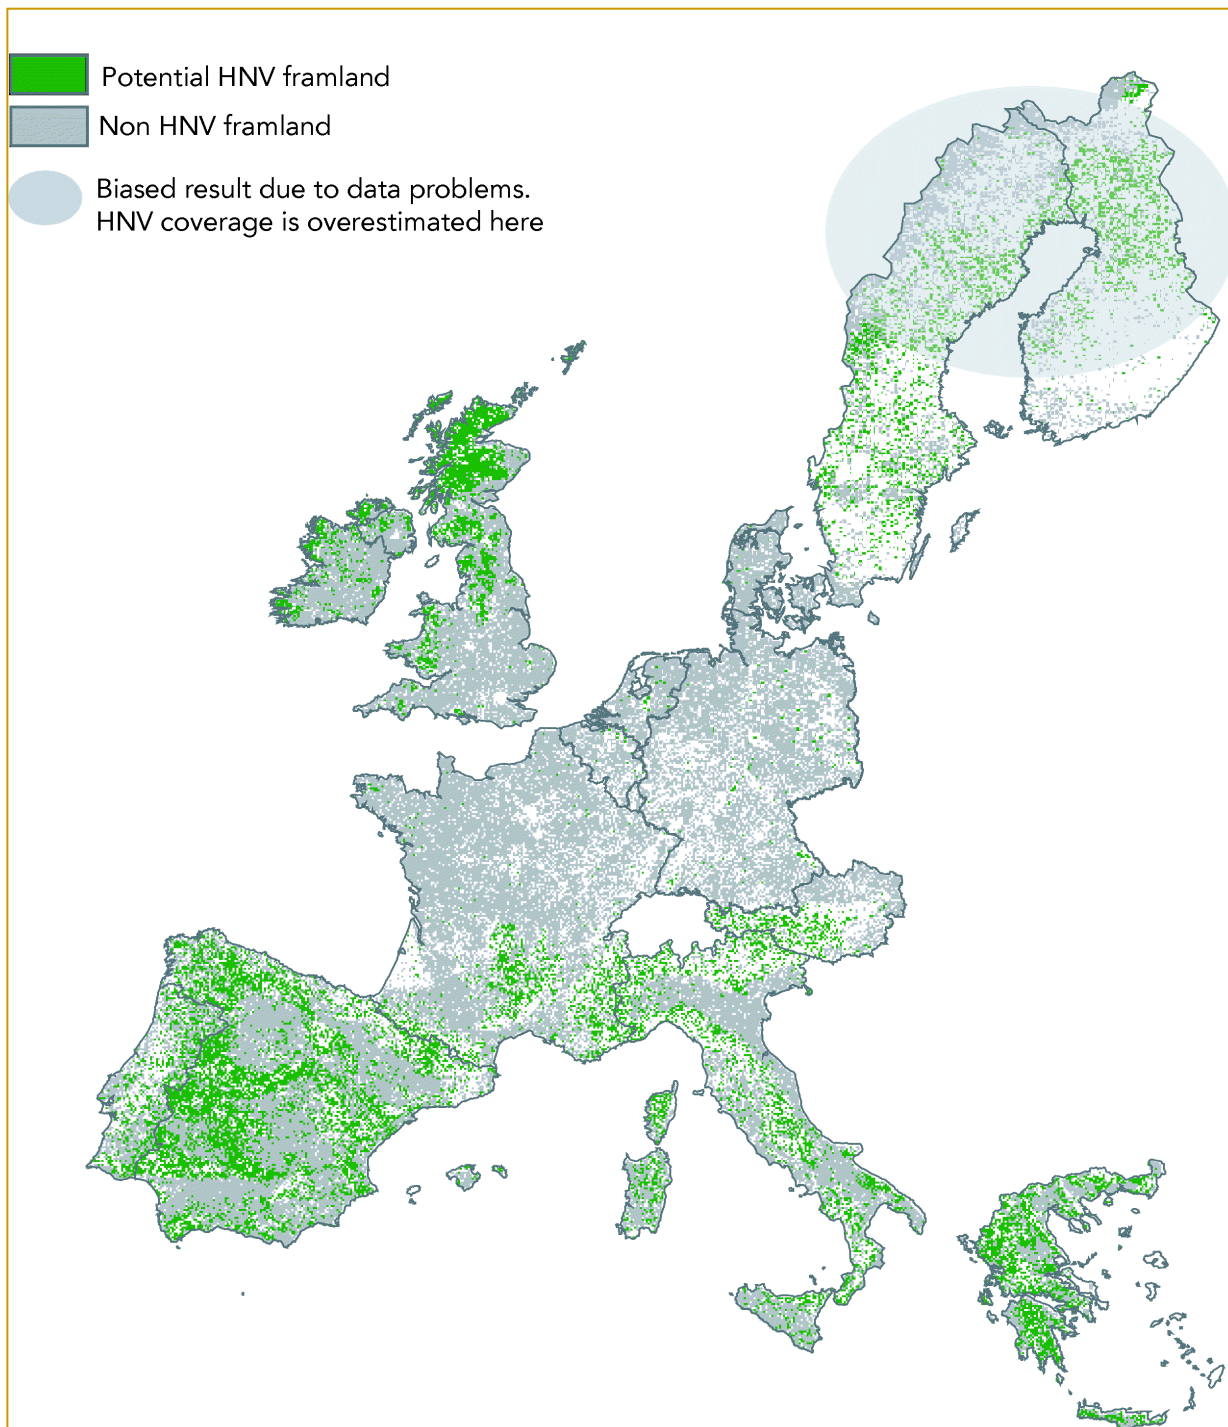 Potential HNV framland
Non HNV framland
Biased result due to data problems.
HNV coverage is overestimated here